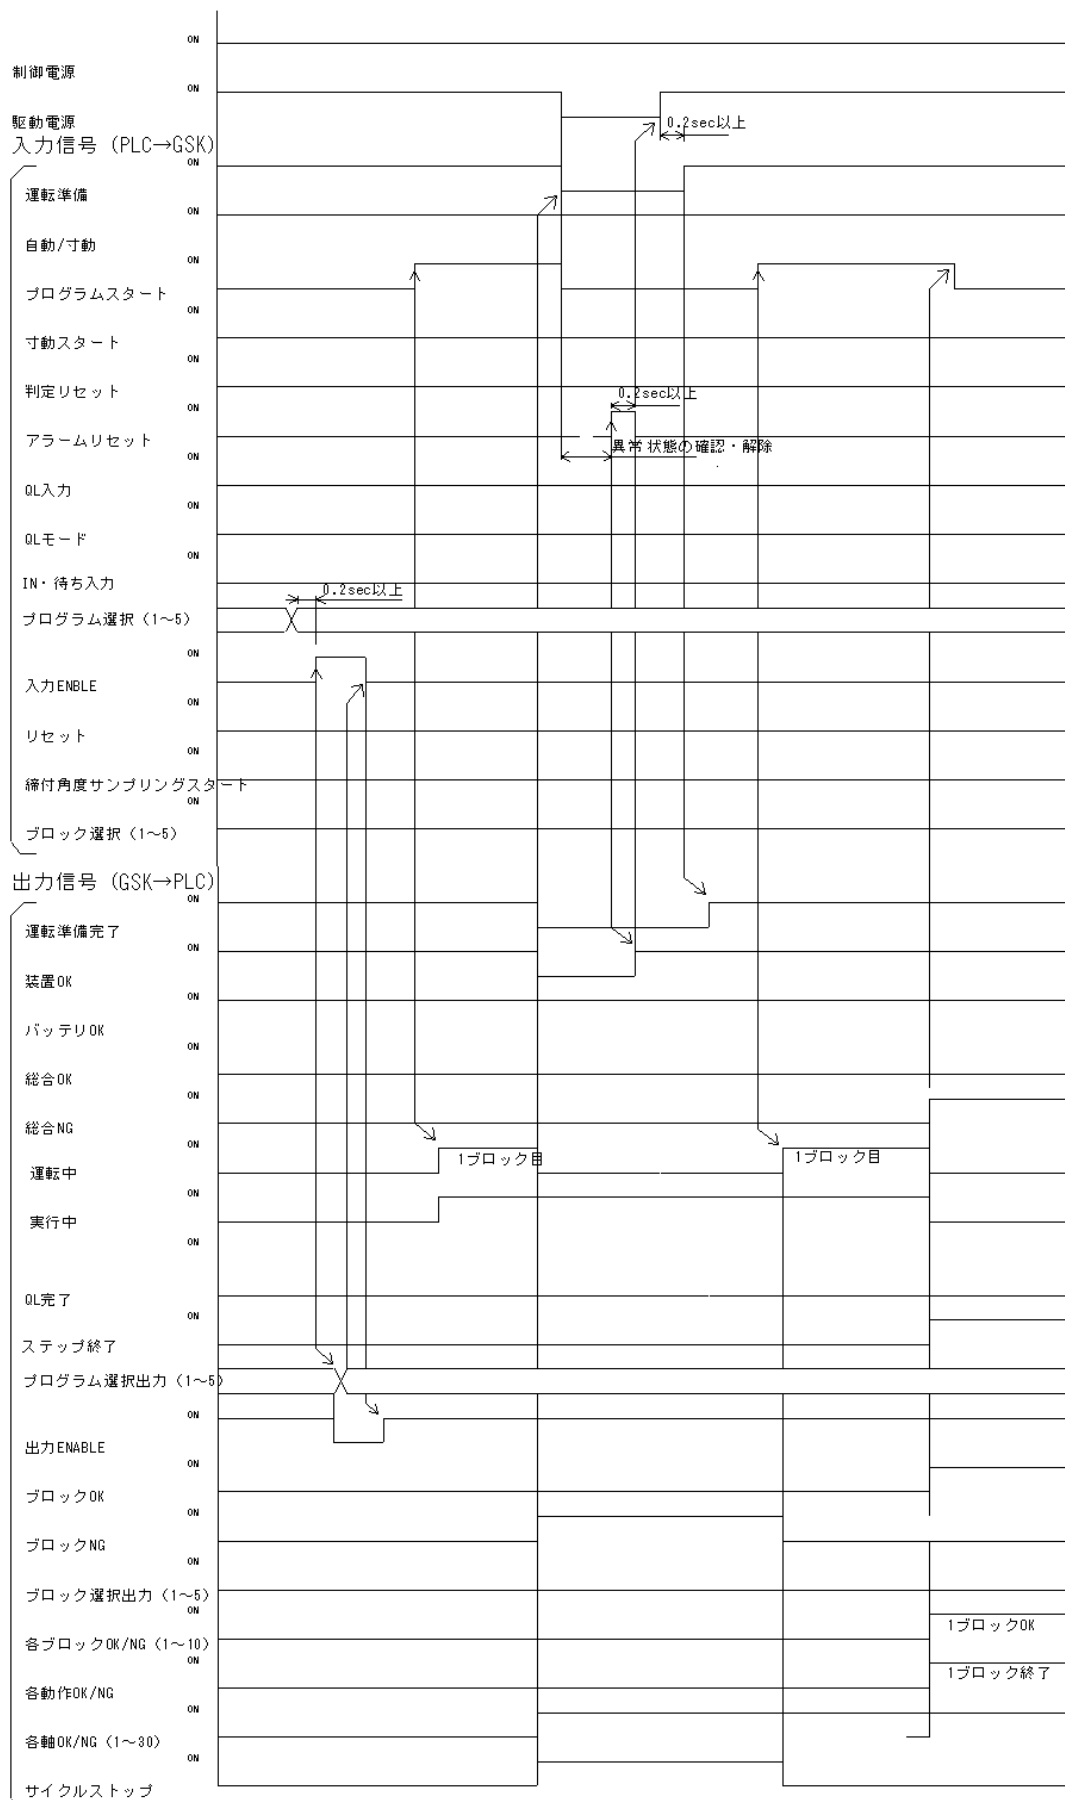 ON
制御電源
ON
駆動電源
0.2sec以上
入力信号 (PLC→GSK)
ON
運転準備
ON
自動/寸動
ON
プログラムスタート
ON
寸動スタート
ON
判定リセット
0.2sec以上
ON
アラームリセット
異常状態の確認・解除
ON
QL入力
ON
QLモード
ON
IN・待ち入力
0.2sec以上
プログラム選択 (1～5)
ON
入力ENBLE
ON
リセット
ON
締付角度サンプリングスタート
ON
ブロック選択 (1～5)
出力信号 (GSK→PLC)
ON
運転準備完了
ON
装置OK
ON
バッテリOK
ON
総合OK
ON
総合NG
ON
1ブロック目
1ブロック目
運転中
ON
実行中
ON
QL完了
ON
ステップ終了
プログラム選択出力 (1～5)
ON
出力ENABLE
ON
ブロックOK
ON
ブロックNG
ON
ブロック選択出力 (1～5)
ON
1ブロックOK
各ブロックOK/NG (1～10)
ON
1ブロック終了
各動作OK/NG
ON
各軸OK/NG (1～30)
ON
サイクルストップ